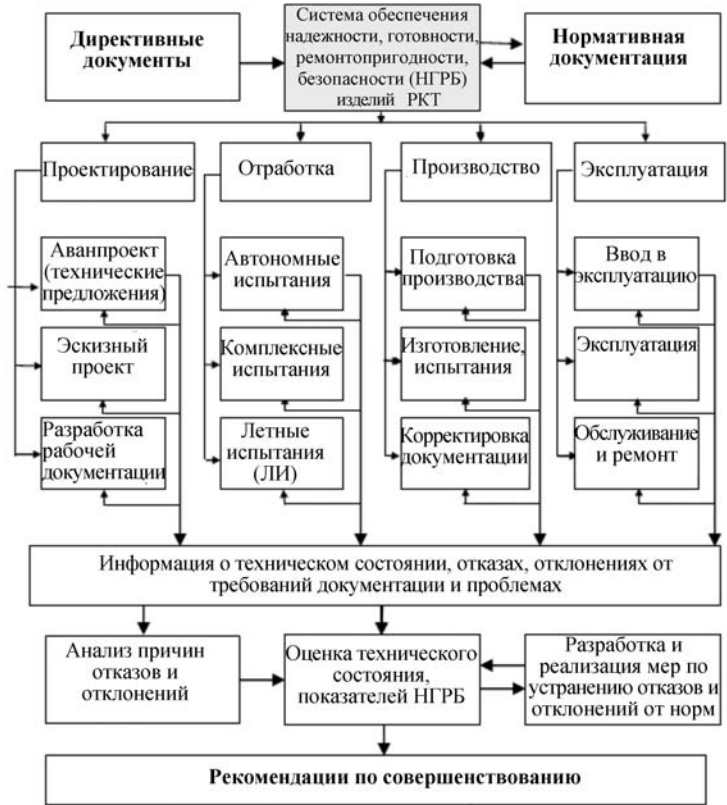 Директивные
документы
Система обеспечения
надежности, готовности,
ремонтопригодности,
безопасности (НГРБ)
изделий РКТ
Нормативная
документация
Проектирование
Отработка
Производство
Эксплуатация
Аванпроект
(технические
предложения)
Автономные
испытания
Подготовка
производства
Ввод в
эксплуатацию
Эскизный
проект
Комплексные
испытания
Изготовление,
испытания
Эксплуатация
Разработка
рабочей
документации
Летные
испытания
(ЛИ)
Корректировка
документации
Обслуживание
и ремонт
Информация о техническом состоянии, отказах, отклонениях от
требований документации и проблемах
Анализ причин
отказов и
отклонений
Оценка технического
состояния,
показателей НГРБ
Разработка и
реализация мер по
устранению отказов и
отклонений от норм
Рекомендации по совершенствованию